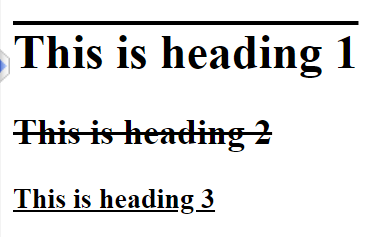 This is heading 1
This is heading 2
This is heading 3